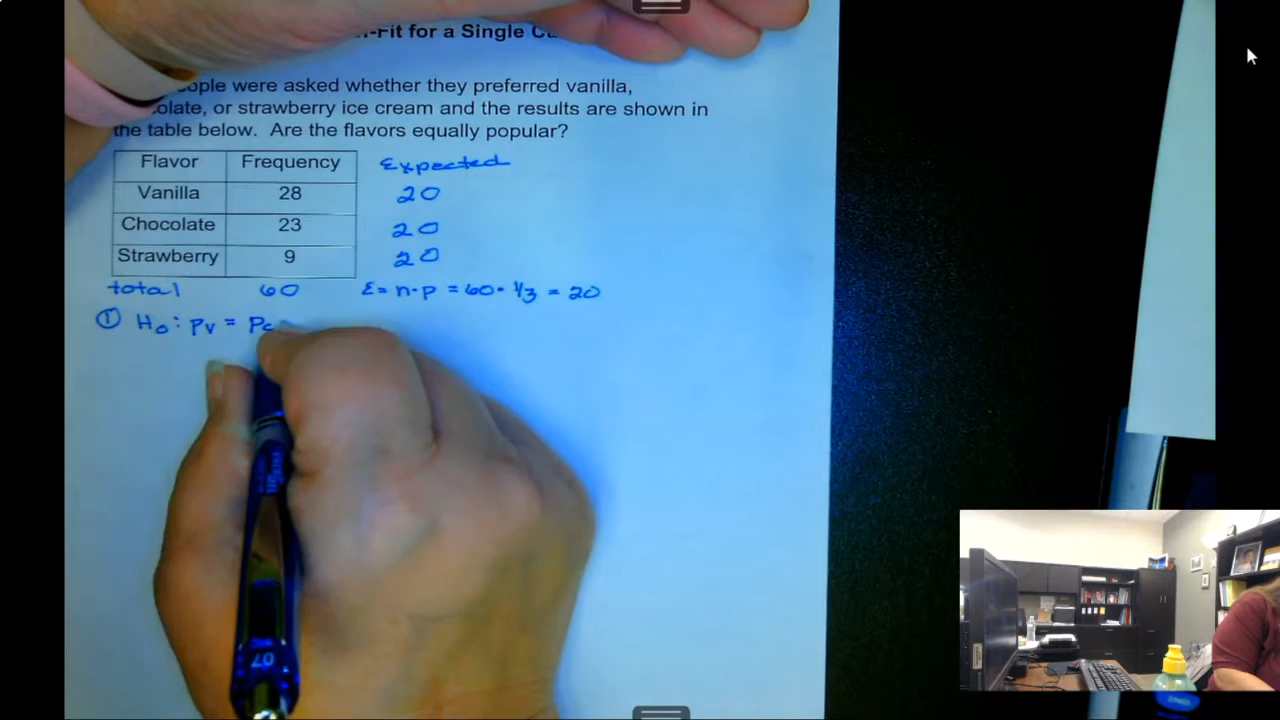 -Fit for a Single
ople were asked whether they preferred vanilla,
olate, or strawberry ice cream and the results are shown in
the table below. Are the flavors equally popular?
Flavor Frequency Expected
Vanilla 28 20
Chocolate 23 20
Strawberry 9 20
total 60 E = n·p = 60·1/3 = 20
① H₀: pv = pc
07